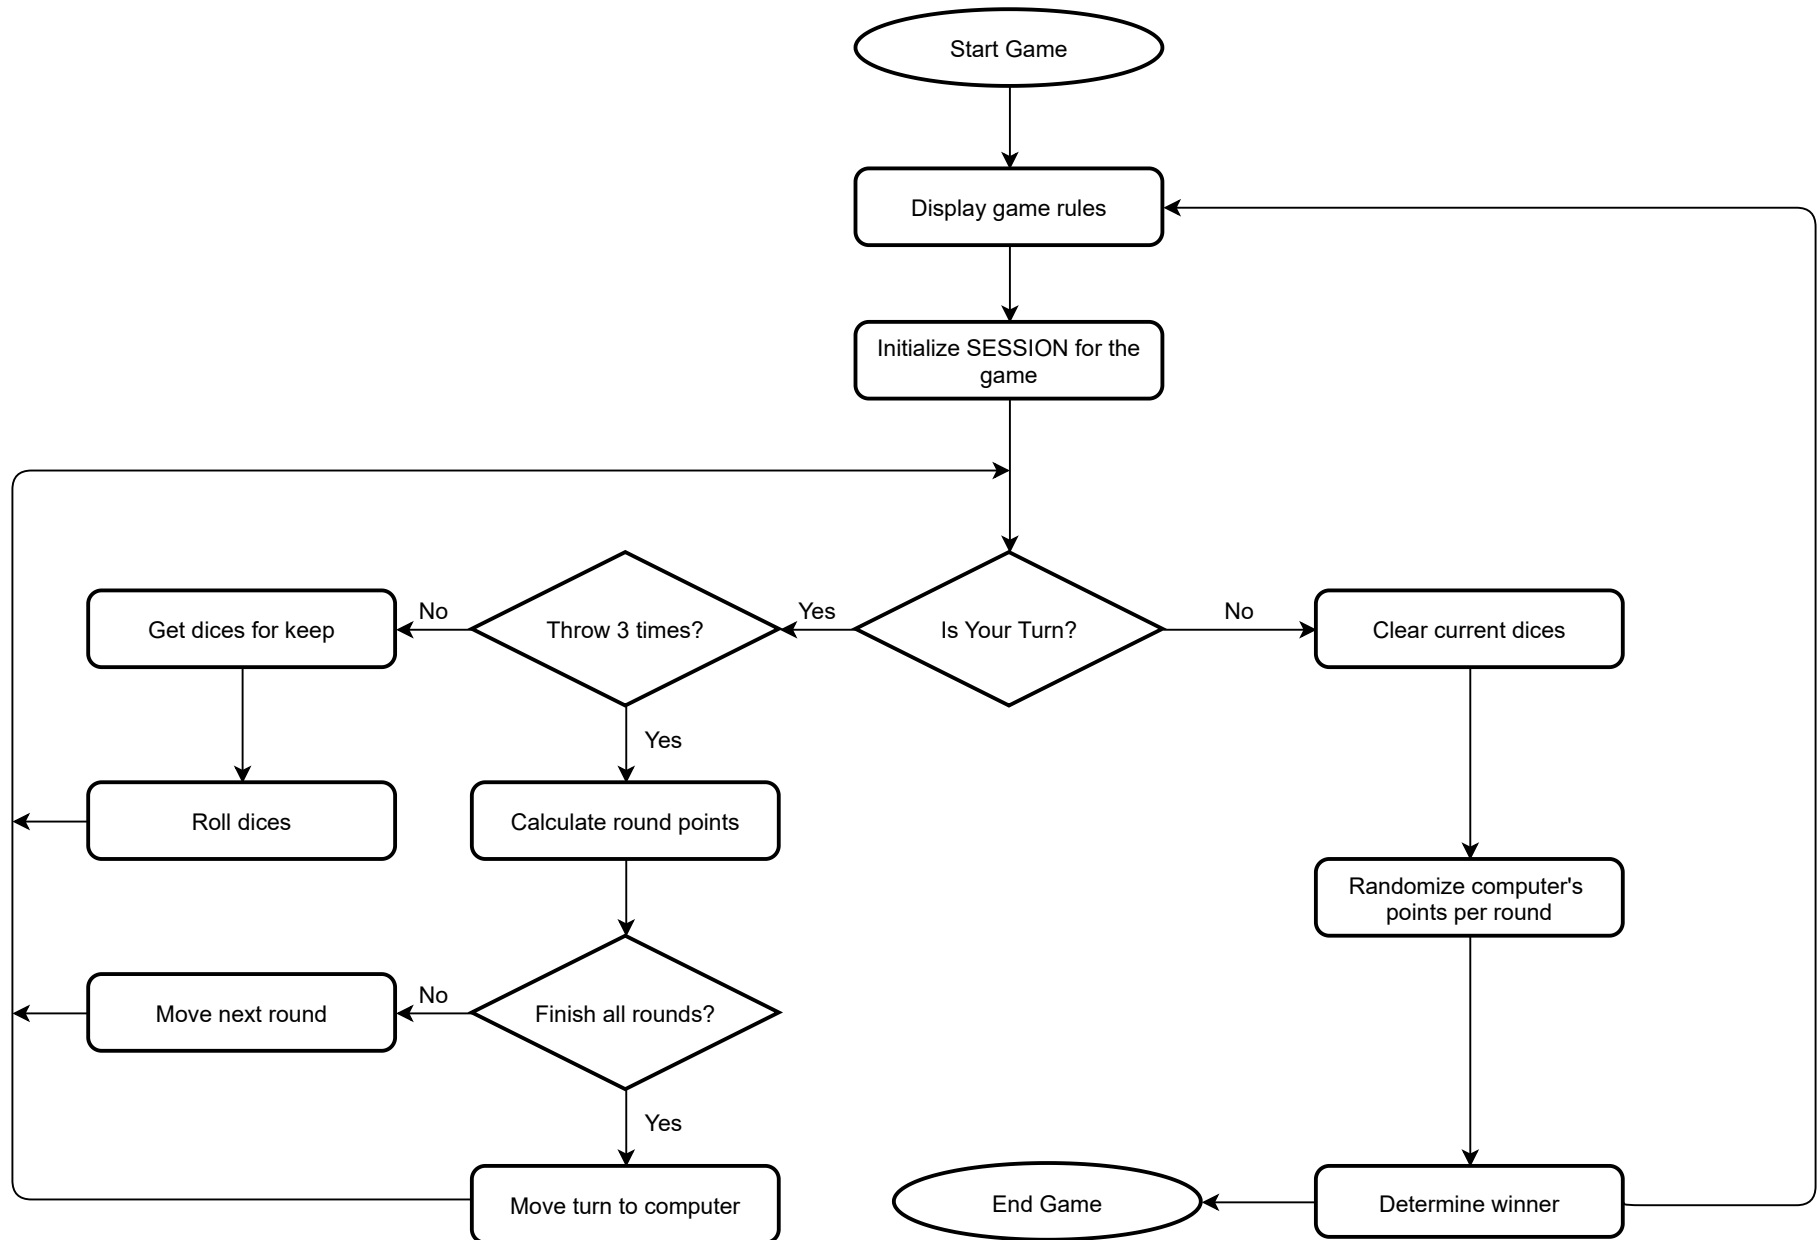 Start Game
Display game rules
Initialize SESSION for the
game
No
Yes
No
Get dices for keep
Throw 3 times?
Is Your Turn?
Clear current dices
Yes
Roll dices
Calculate round points
Randomize computer's
points per round
No
Move next round
Finish all rounds?
Yes
Move turn to computer
End Game
Determine winner